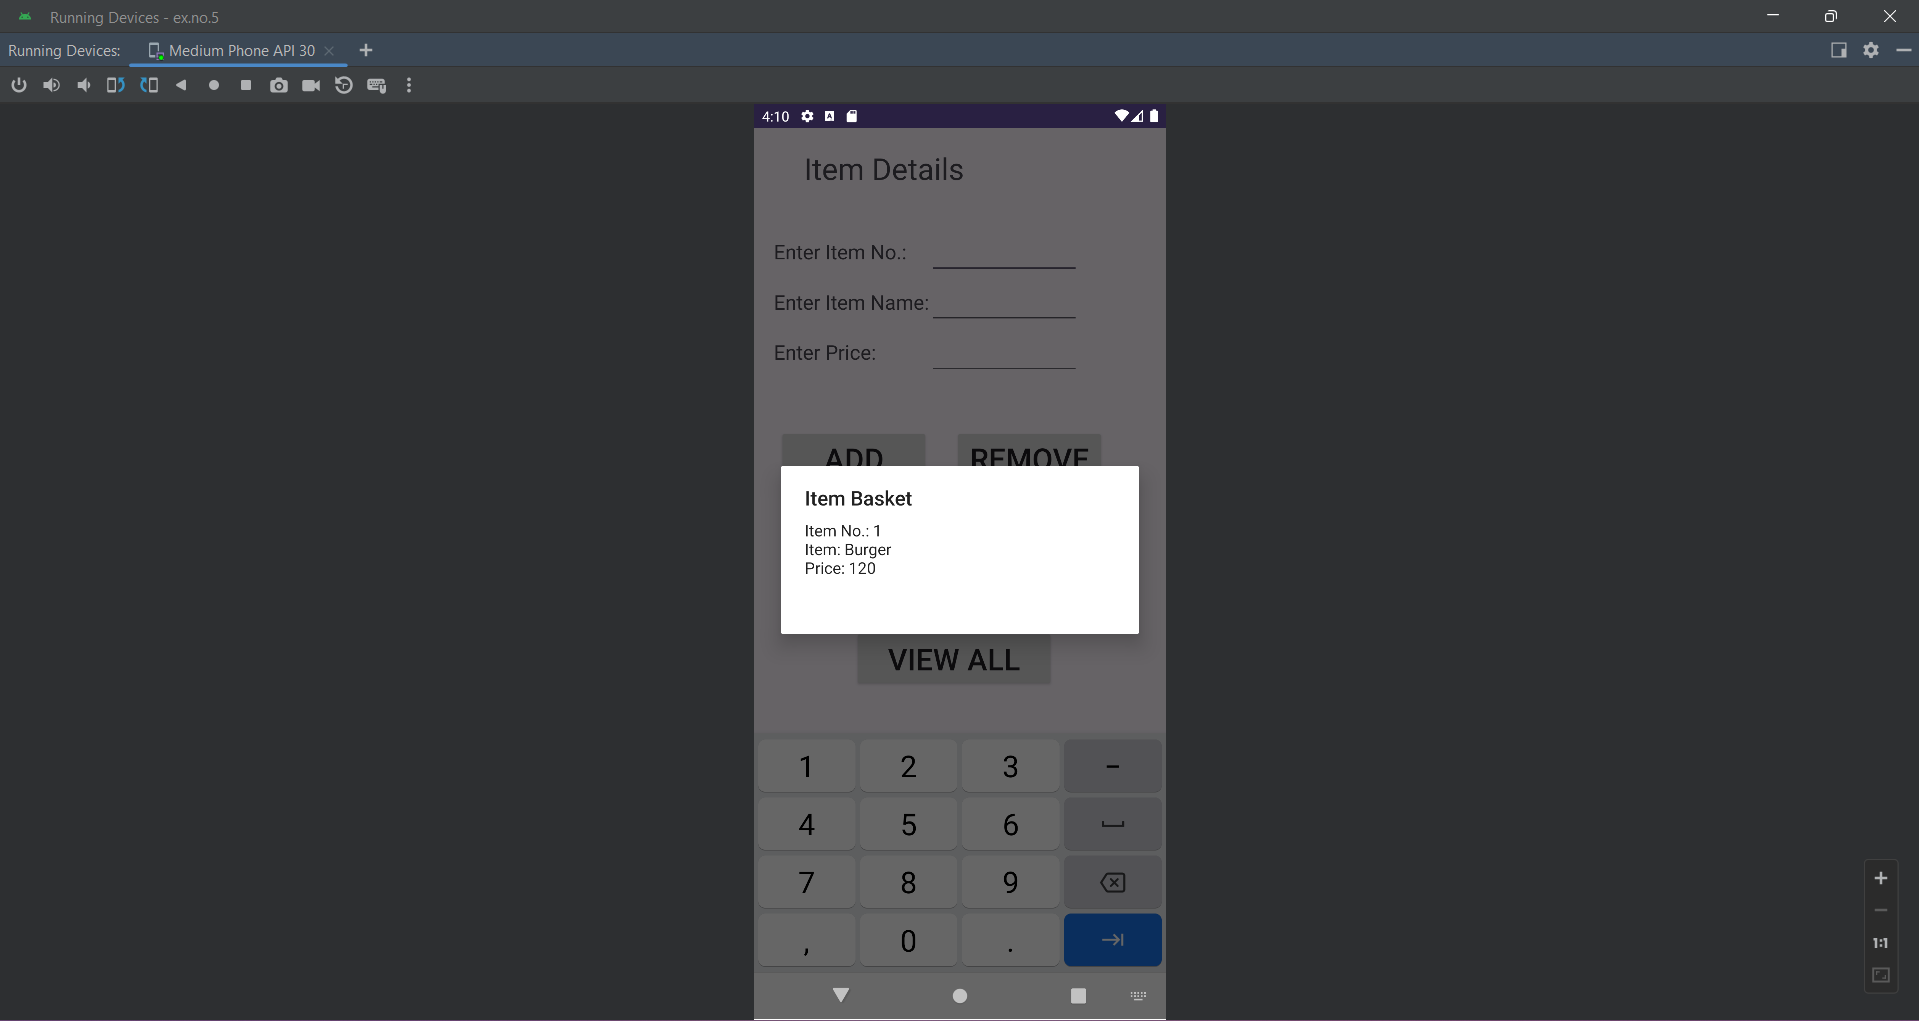 Running Devices - ex.no.5
Running Devices: Medium Phone API 30
4:10
Item Details
Enter Item No.:
Enter Item Name:
Enter Price:
ADD REMOVE
Item Basket
Item No.: 1
Item: Burger
Price: 120
VIEW ALL
1 2 3 -
4 5 6
7 8 9
, 0 .
1:1